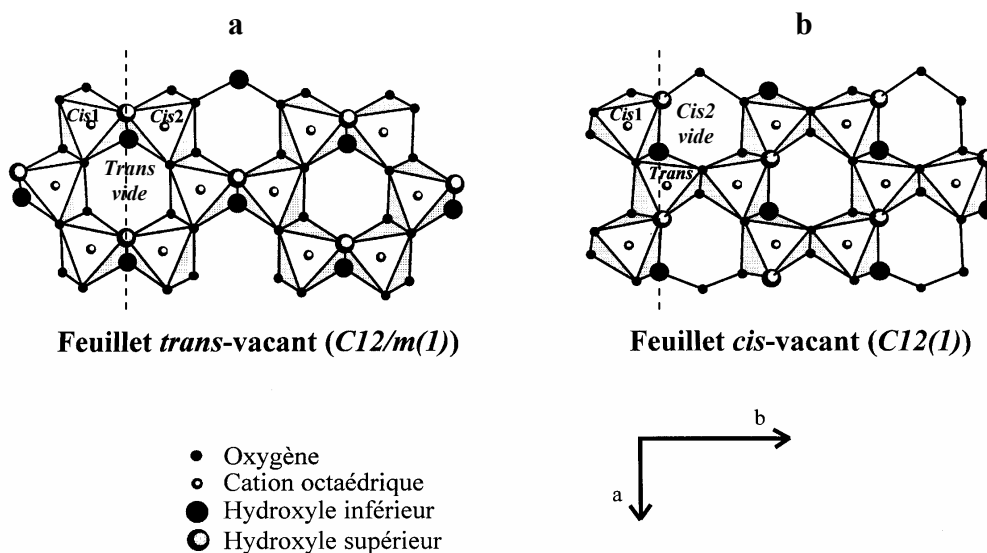 a
b
Cis1
Cis2
Trans
vide
Cis1
Cis2
vide
Trans
Feuillet trans-vacant (C12/m(1))
Feuillet cis-vacant (C12(1))
b
a
Oxygène
Cation octaédrique
Hydroxyle inférieur
Hydroxyle supérieur